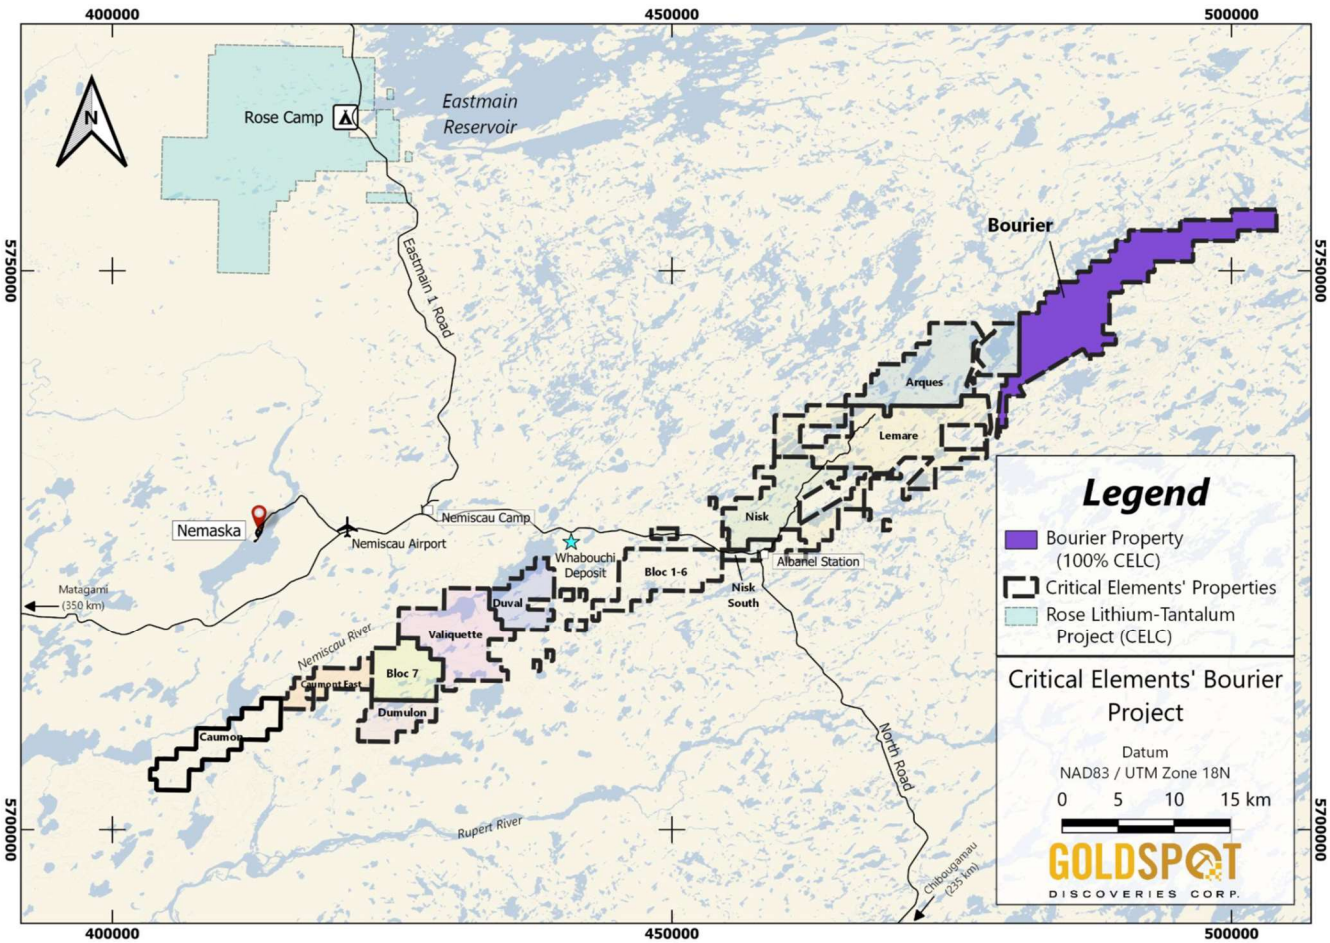 400000
450000
500000
N
Rose Camp
Eastmain
Reservoir
Bourier
5750000
5750000
Eastmain 1 Road
Arques
Lemare
Nisk
Nemaska
Nemiscau Camp
Nemiscau Airport
Whabouchi
Deposit
Albanel Station
Bloc 1-6
Nisk
South
Matagami
(350 km)
Duval
Nemiscau River
Valiquette
Bloc 7
Caumont East
Dumulon
Caumon
North Road
Rupert River
Chibougamau
(235 km)
5700000
5700000
Legend
Bourier Property
(100% CELC)
Critical Elements' Properties
Rose Lithium-Tantalum
Project (CELC)
Critical Elements' Bourier
Project
Datum
NAD83 / UTM Zone 18N
0 5 10 15 km
GOLDSPOT
DISCOVERIES CORP.
400000
450000
500000